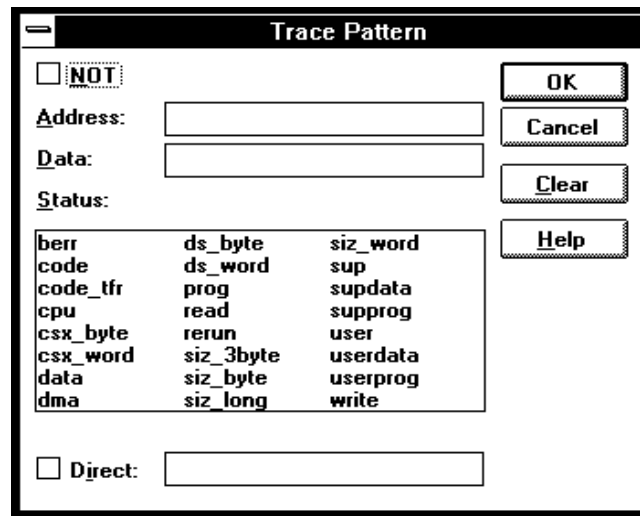 Trace Pattern
NOT
OK
Address:
Cancel
Data:
Clear
Status:
Help
berr ds_byte siz_word
code ds_word sup
code_tfr prog supdata
cpu read supprog
csx_byte rerun user
csx_word siz_3byte userdata
data siz_byte userprog
dma siz_long write
Direct: